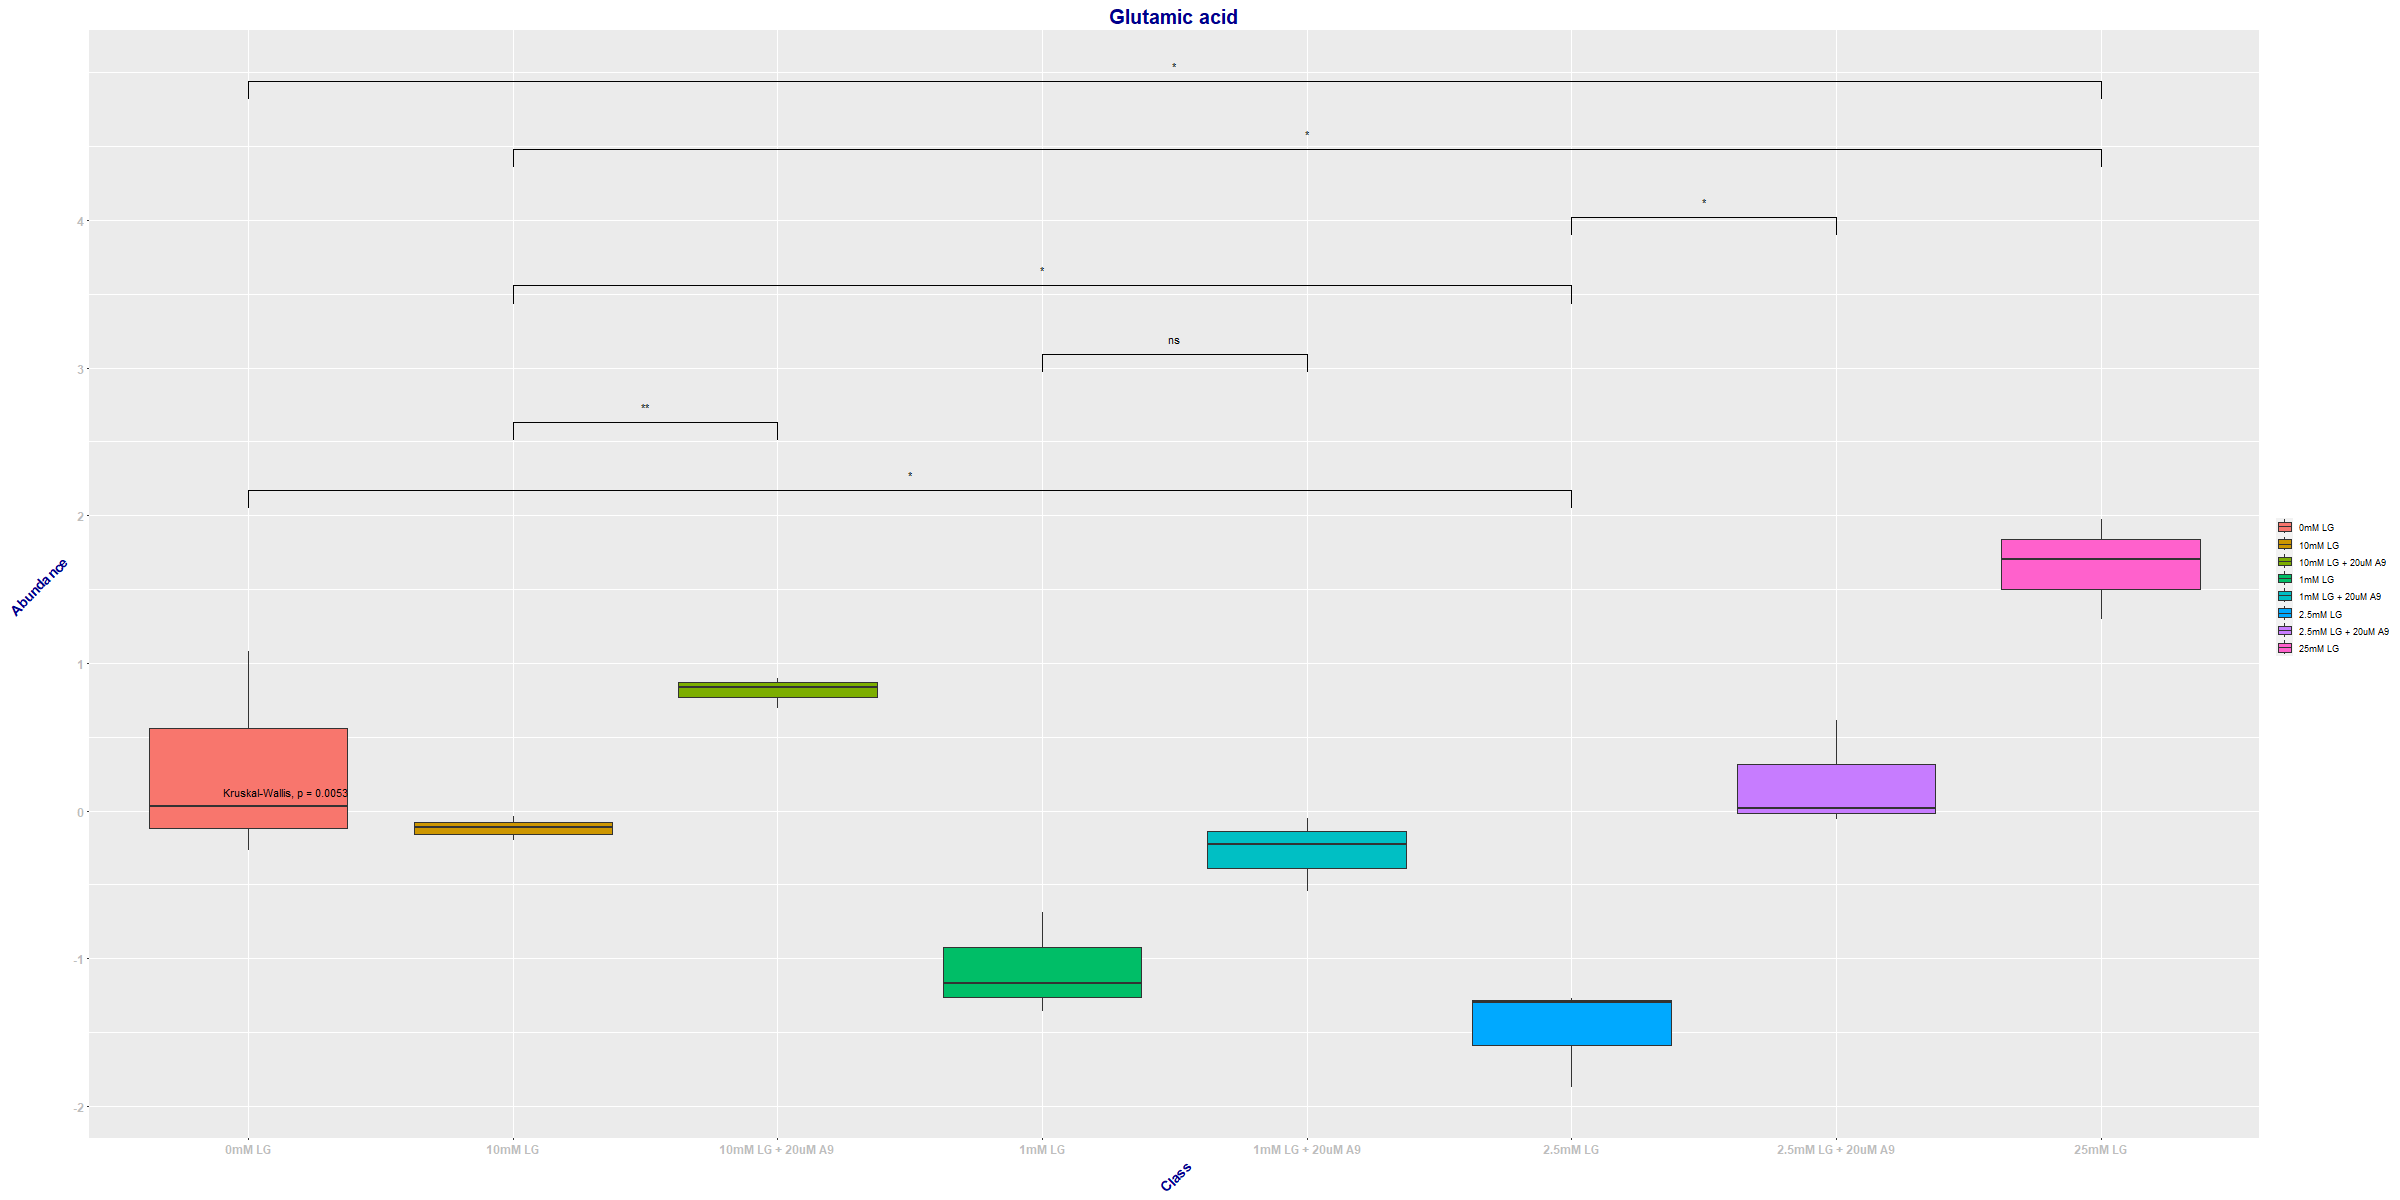 Glutamic acid
*
*
*
*
ns
**
*
4
3
2
1
0
-1
-2
Abundance
Kruskal-Wallis, p = 0.0053
0mM LG
10mM LG
10mM LG + 20uM A9
1mM LG
1mM LG + 20uM A9
2.5mM LG
2.5mM LG + 20uM A9
25mM LG
Class
0mM LG
10mM LG
10mM LG + 20uM A9
1mM LG
1mM LG + 20uM A9
2.5mM LG
2.5mM LG + 20uM A9
25mM LG